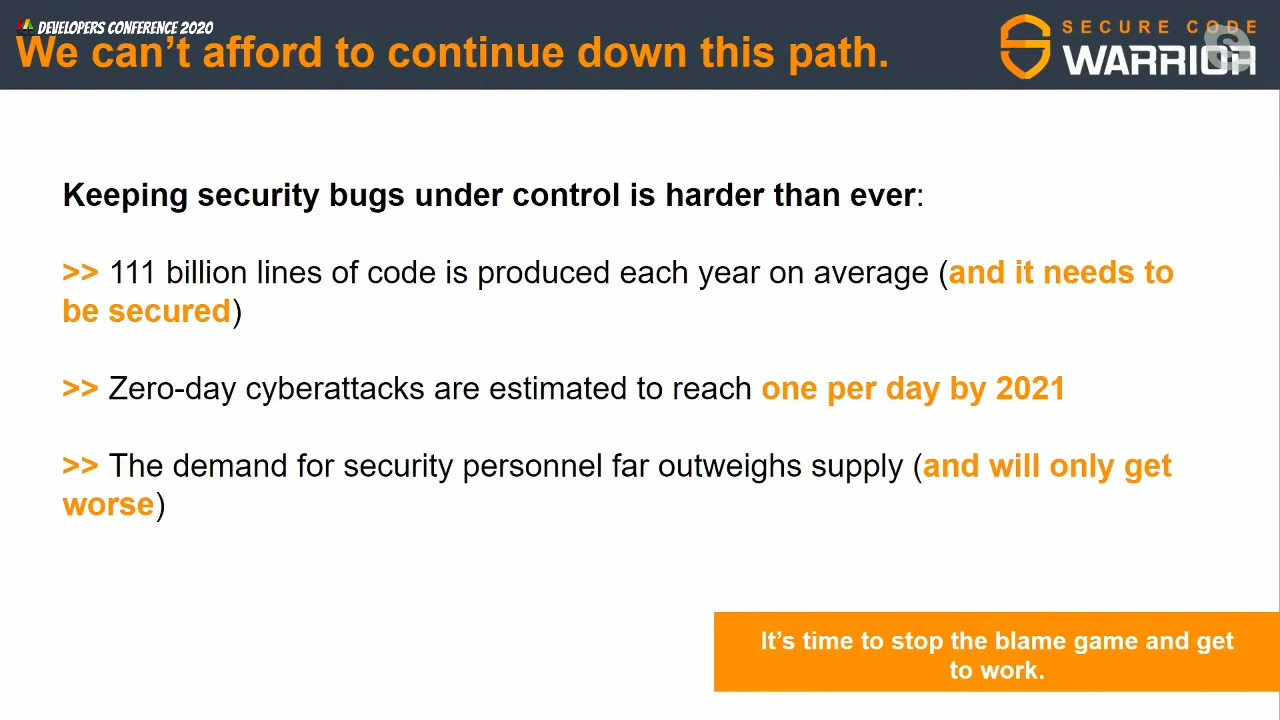 DEVELOPERS CONFERENCE 2020
We can’t afford to continue down this path.
SECURE CODE
WARRIOR
Keeping security bugs under control is harder than ever:
>> 111 billion lines of code is produced each year on average (and it needs to
be secured)
>> Zero-day cyberattacks are estimated to reach one per day by 2021
>> The demand for security personnel far outweighs supply (and will only get
worse)
It’s time to stop the blame game and get
to work.